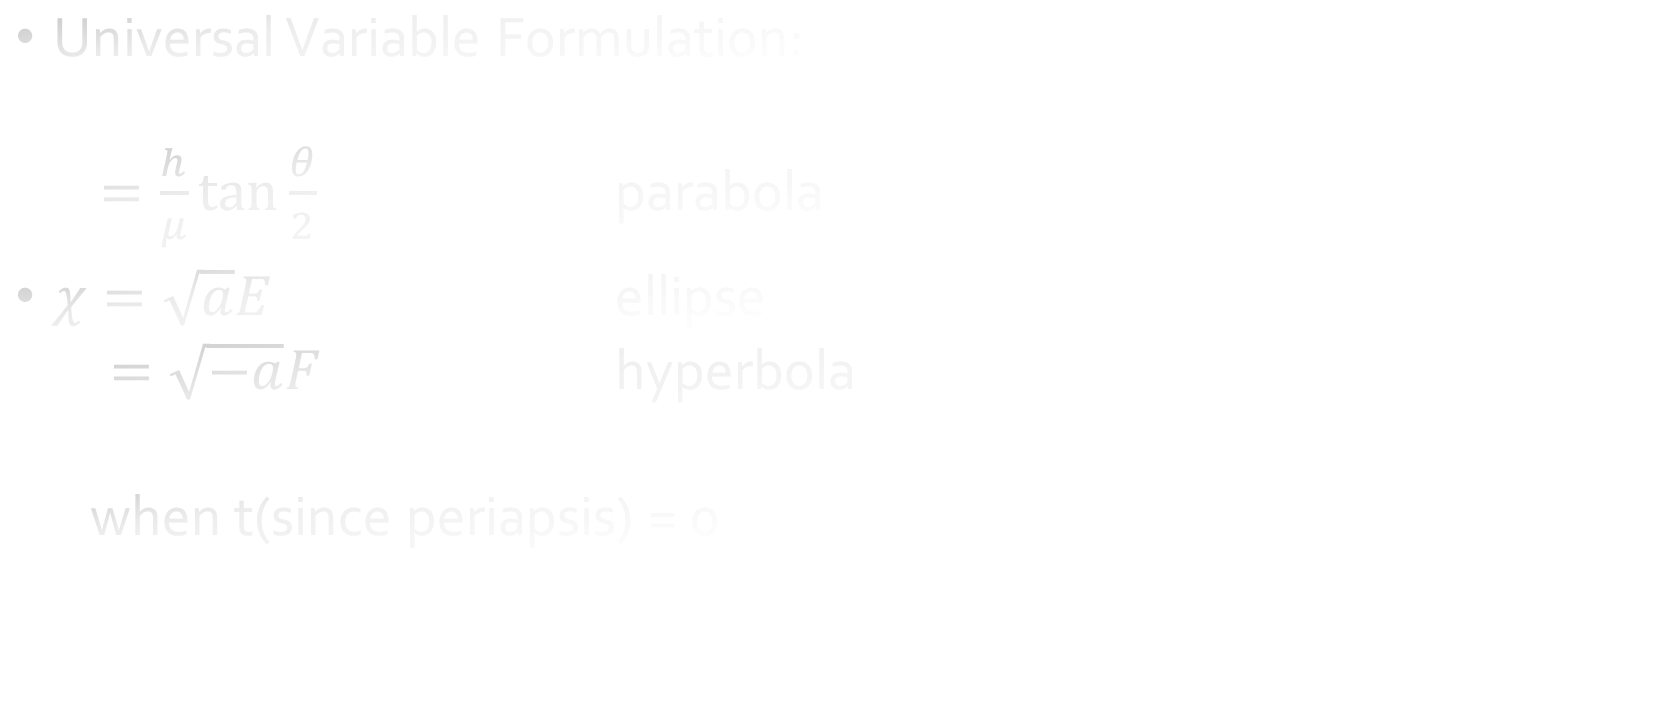 • Universal Variable Formulation:
= h/μ tan θ/2 parabola
• χ = √a E ellipse
= √−a F hyperbola
when t(since periapsis) = 0